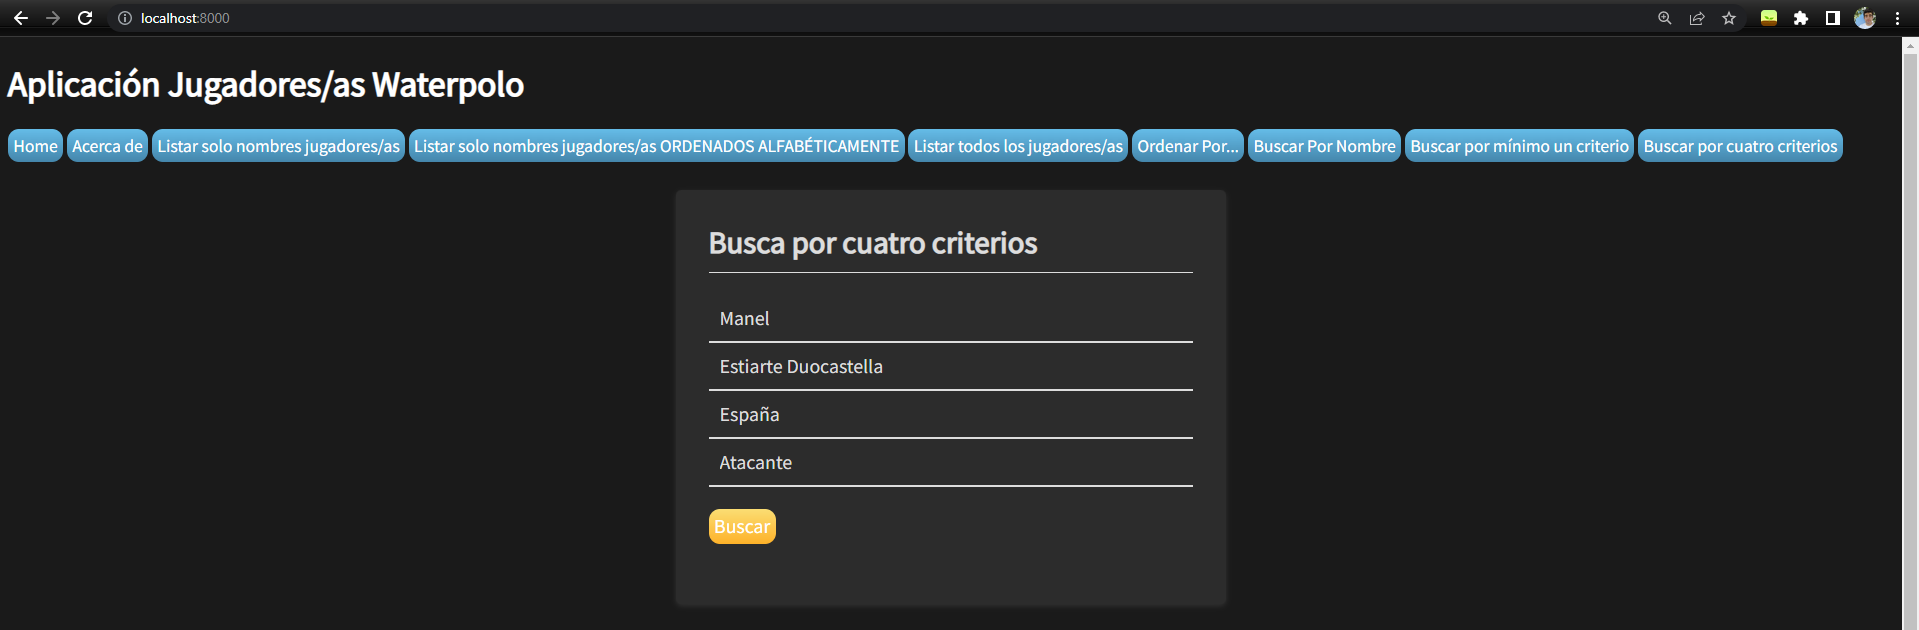 localhost:8000
Aplicación Jugadores/as Waterpolo
Home Acerca de Listar solo nombres jugadores/as Listar solo nombres jugadores/as ORDENADOS ALFABÉTICAMENTE Listar todos los jugadores/as Ordenar Por... Buscar Por Nombre Buscar por mínimo un criterio Buscar por cuatro criterios
Busca por cuatro criterios
Manel
Estiarte Duocastella
España
Atacante
Buscar